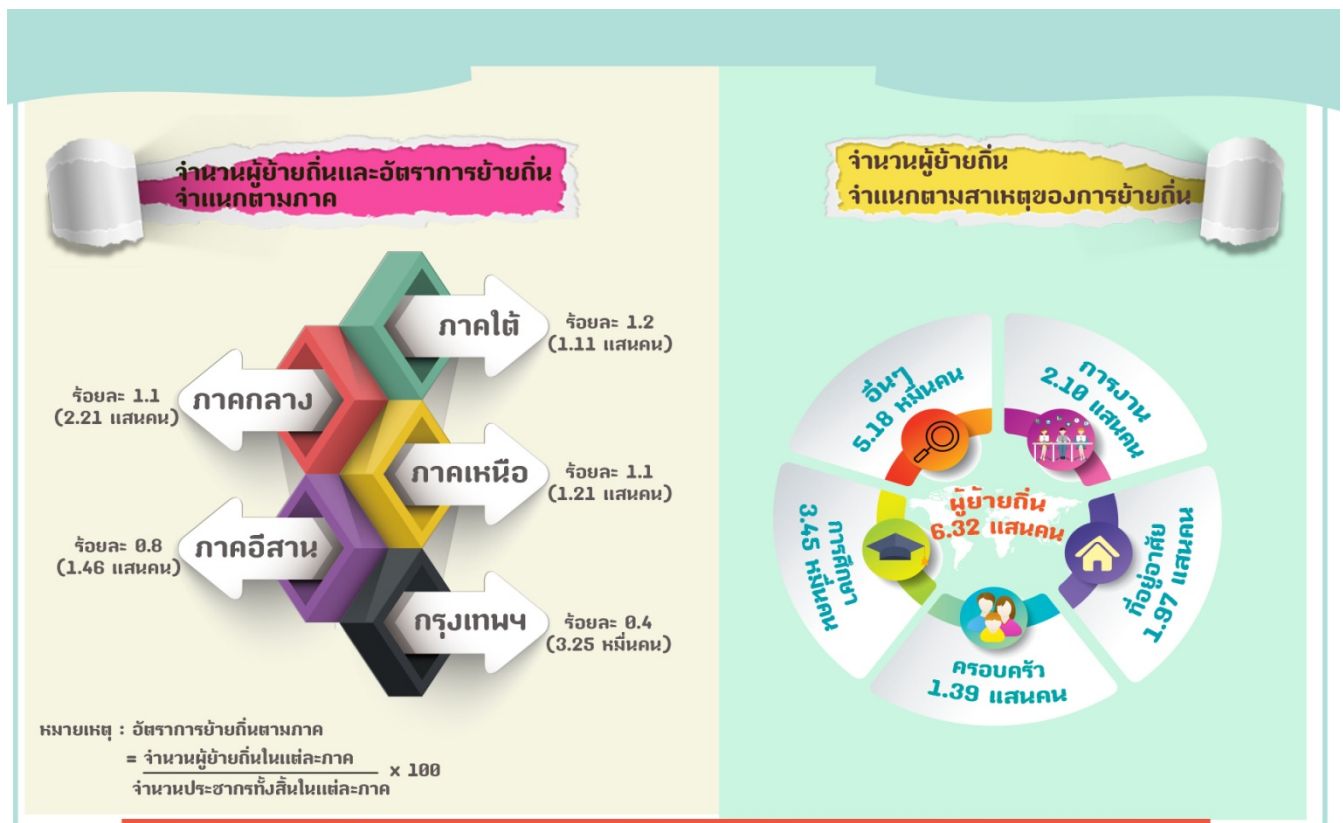 จำนวนผู้ย้ายถิ่นและอัตราการย้ายถิ่น
จำแนกตามภาค
ภาคใต้
ร้อยละ 1.2
(1.11 แสนคน)
ภาคกลาง
ร้อยละ 1.1
(2.21 แสนคน)
ภาคเหนือ
ร้อยละ 1.1
(1.21 แสนคน)
ภาคอีสาน
ร้อยละ 0.8
(1.46 แสนคน)
กรุงเทพฯ
ร้อยละ 0.4
(3.25 หมื่นคน)
หมายเหตุ : อัตราการย้ายถิ่นตามภาค
= จำนวนผู้ย้ายถิ่นในแต่ละภาค x 100
จำนวนประชากรทั้งสิ้นในแต่ละภาค
จำนวนผู้ย้ายถิ่น
จำแนกตามสาเหตุของการย้ายถิ่น
การงาน
2.10 แสนคน
ที่อยู่อาศัย
1.97 แสนคน
ครอบครัว
1.39 แสนคน
การศึกษา
3.45 หมื่นคน
อื่นๆ
5.18 หมื่นคน
ผู้ย้ายถิ่น
6.32 แสนคน